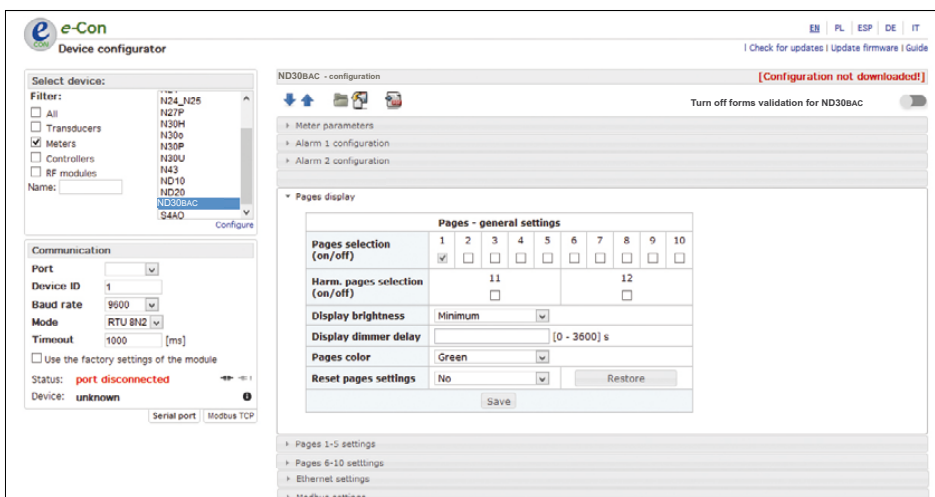 e-Con
CON
Device configurator
EN | PL | ESP | DE | IT
| Check for updates | Update firmware | Guide
Select device:
Filter:
All
Transducers
Meters
Controllers
RF modules
Name:
N24_N25
N27P
N30H
N30o
N30P
N30U
N43
ND10
ND20
ND30BAC
S4AO
Configure
Communication
Port
Device ID 1
Baud rate 9600
Mode RTU 8N2
Timeout 1000 [ms]
Use the factory settings of the module
Status: port disconnected
Device: unknown
Serial port Modbus TCP
ND30BAC - configuration
[Configuration not downloaded!]
Turn off forms validation for ND30BAC
Meter parameters
Alarm 1 configuration
Alarm 2 configuration
Pages display
Pages - general settings
Pages selection
(on/off)
1 2 3 4 5 6 7 8 9 10
Harm. pages selection
(on/off)
11 12
Display brightness Minimum
Display dimmer delay [0 - 3600] s
Pages color Green
Reset pages settings No Restore
Save
Pages 1-5 settings
Pages 6-10 setttings
Ethernet settings
Modbus settings